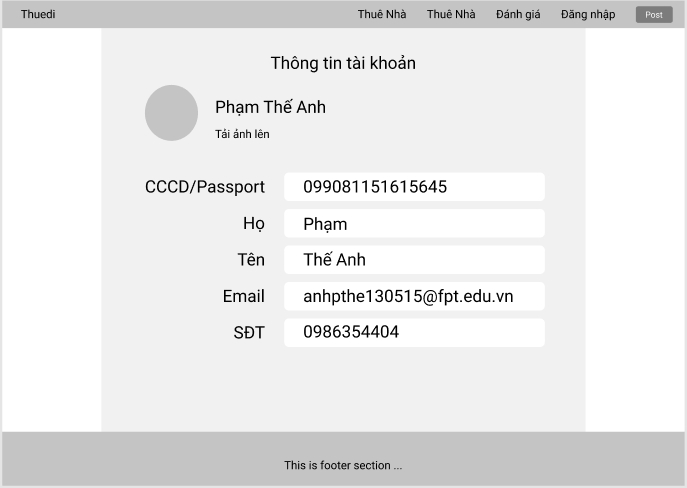 Thuedi Thuê Nhà Thuê Nhà Đánh giá Đăng nhập Post
Thông tin tài khoản
Phạm Thế Anh
Tải ảnh lên
CCCD/Passport 099081151615645
Họ Phạm
Tên Thế Anh
Email anhpthe130515@fpt.edu.vn
SĐT 0986354404
This is footer section ...